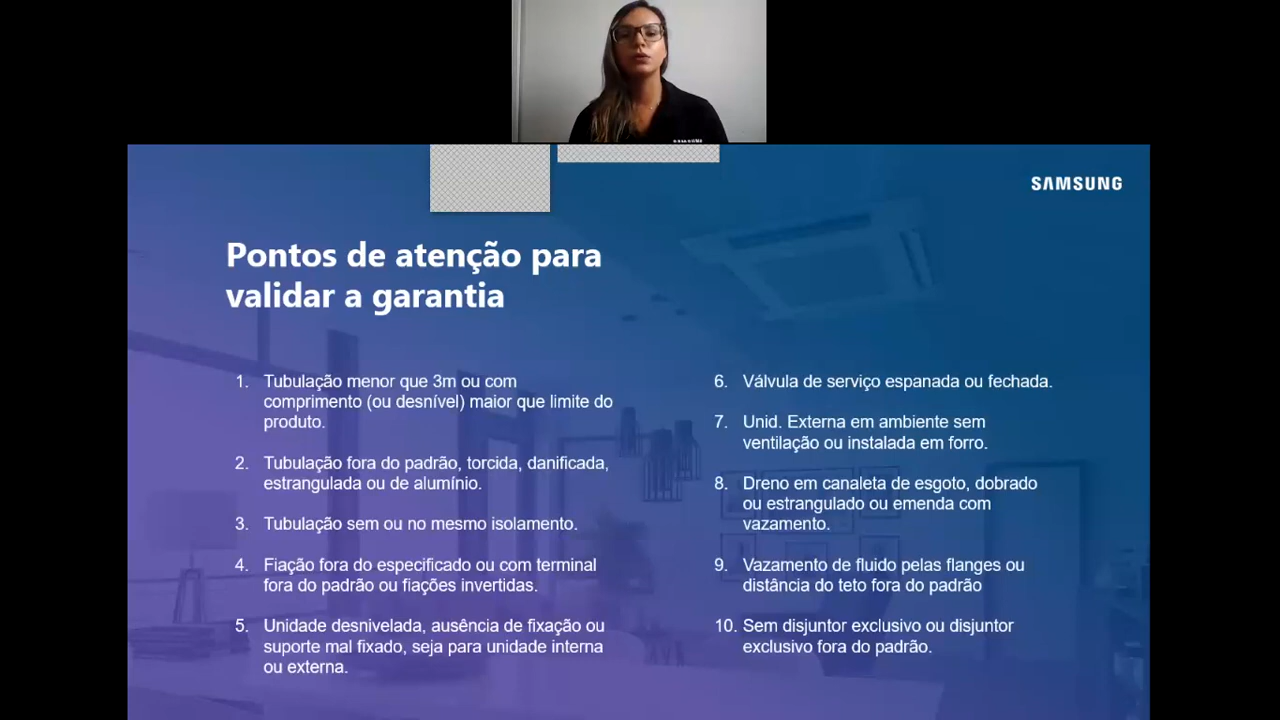 SAMSUNG
Pontos de atenção para
validar a garantia
1. Tubulação menor que 3m ou com
comprimento (ou desnível) maior que limite do
produto.
2. Tubulação fora do padrão, torcida, danificada,
estrangulada ou de alumínio.
3. Tubulação sem ou no mesmo isolamento.
4. Fiação fora do especificado ou com terminal
fora do padrão ou fiações invertidas.
5. Unidade desnivelada, ausência de fixação ou
suporte mal fixado, seja para unidade interna
ou externa.
6. Válvula de serviço espanada ou fechada.
7. Unid. Externa em ambiente sem
ventilação ou instalada em forro.
8. Dreno em canaleta de esgoto, dobrado
ou estrangulado ou emenda com
vazamento.
9. Vazamento de fluido pelas flanges ou
distância do teto fora do padrão
10. Sem disjuntor exclusivo ou disjuntor
exclusivo fora do padrão.